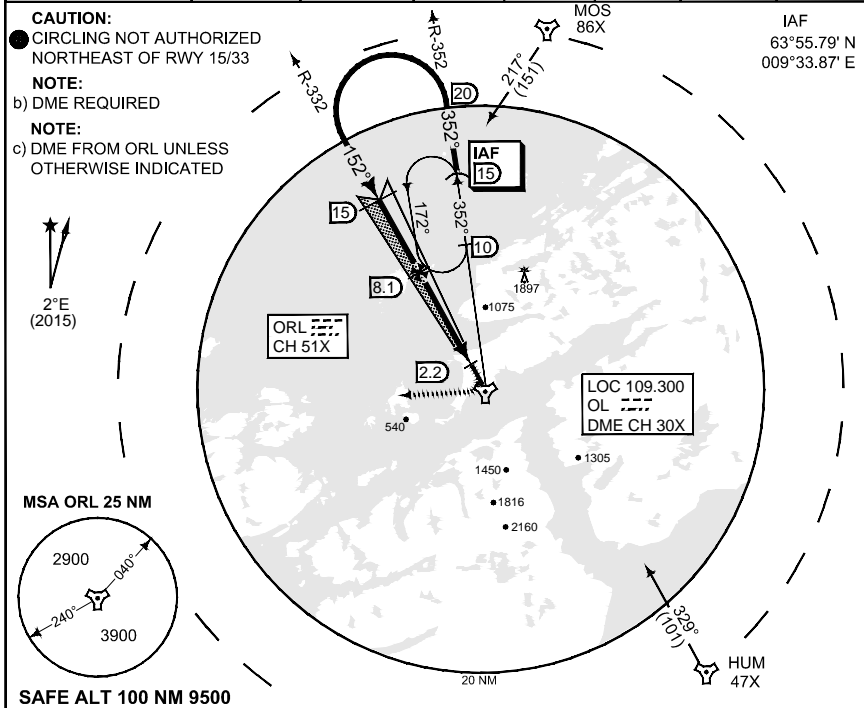 CAUTION:
CIRCLING NOT AUTHORIZED
NORTHEAST OF RWY 15/33
NOTE:
b) DME REQUIRED
NOTE:
c) DME FROM ORL UNLESS
OTHERWISE INDICATED
2°E
(2015)
R-332
R-352
MOS
86X
217°
(151)
IAF
63°55.79' N
009°33.87' E
20
352°
IAF
15
152°
15
172°
352°
10
8.1
1897
1075
ORL
CH 51X
2.2
540
LOC 109.300
OL
DME CH 30X
1450
1305
1816
2160
MSA ORL 25 NM
2900
040°
240°
3900
SAFE ALT 100 NM 9500
20 NM
329°
(101)
HUM
47X